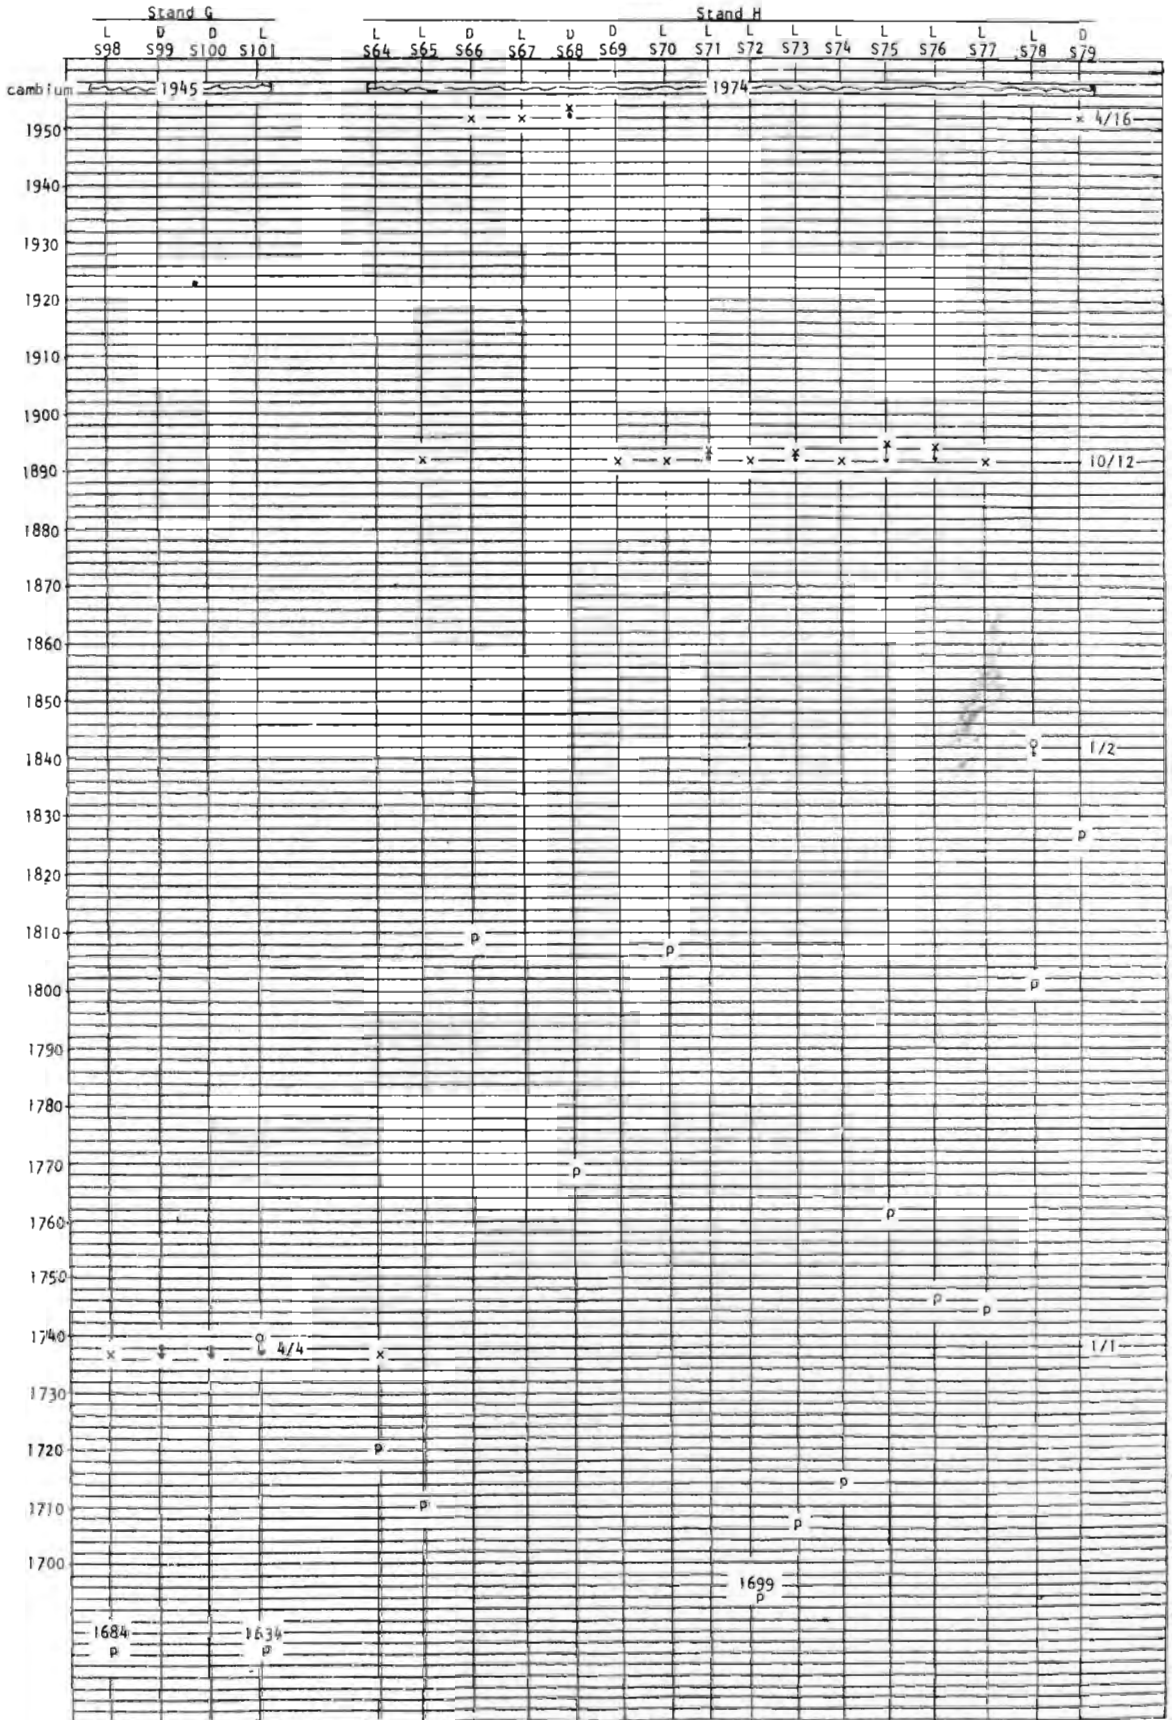 Stand G Stand H
L D D L L L D L D D L L L L L L L L L D
S98 S99 S100 S101 S64 S65 S66 S67 S68 S69 S70 S71 S72 S73 S74 S75 S76 S77 S78 S79
cambium 1945 1974
x x x x 4/16
1950
1940
1930
1920
1910
1900
x x x x x x x x x x 10/12
1890
1880
1870
1860
1850
o 1/2
1840
1830
p
1820
1810 p p
1800 p
1790
1780
1770 p
1760 p
1750
p p
1740 o
x 4/4 x 1/1
1730
1720 p
p
1710 p
p
1700
1699
p
1684 1634
p p